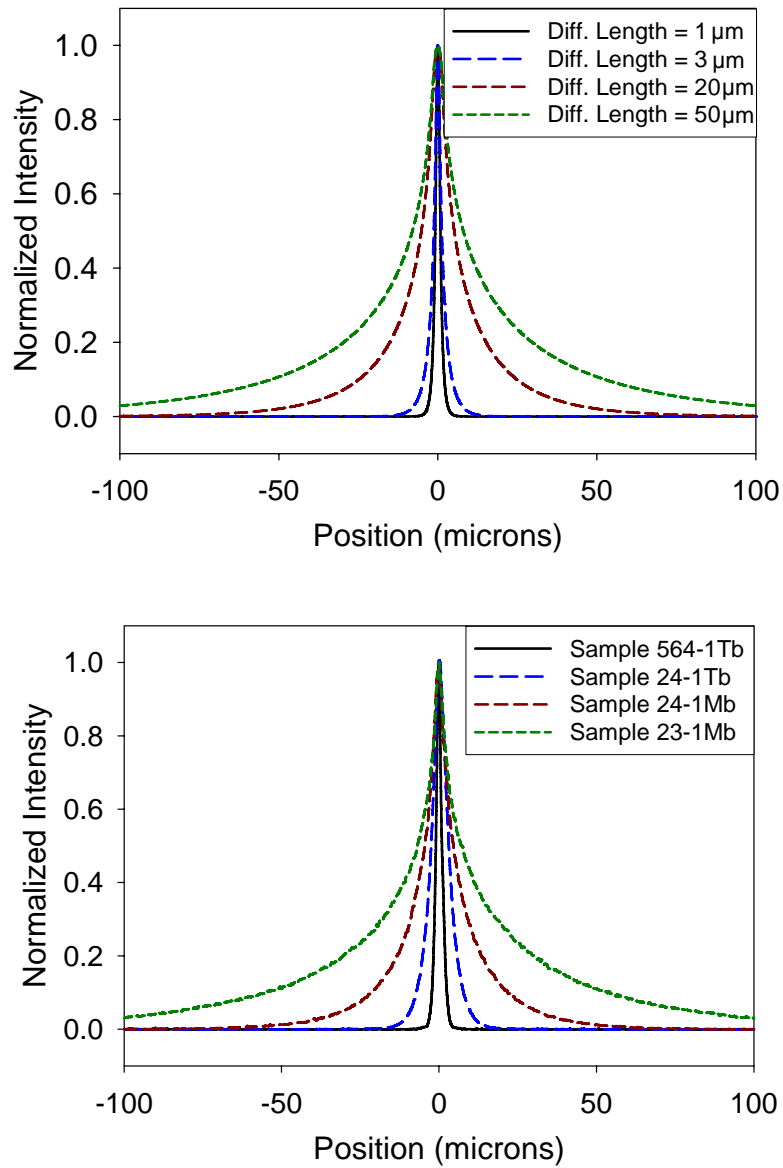 Diff. Length = 1 µm
Diff. Length = 3 µm
Diff. Length = 20µm
Diff. Length = 50µm
Normalized Intensity
1.0
0.8
0.6
0.4
0.2
0.0
-100 -50 0 50 100
Position (microns)
Sample 564-1Tb
Sample 24-1Tb
Sample 24-1Mb
Sample 23-1Mb
Normalized Intensity
1.0
0.8
0.6
0.4
0.2
0.0
-100 -50 0 50 100
Position (microns)